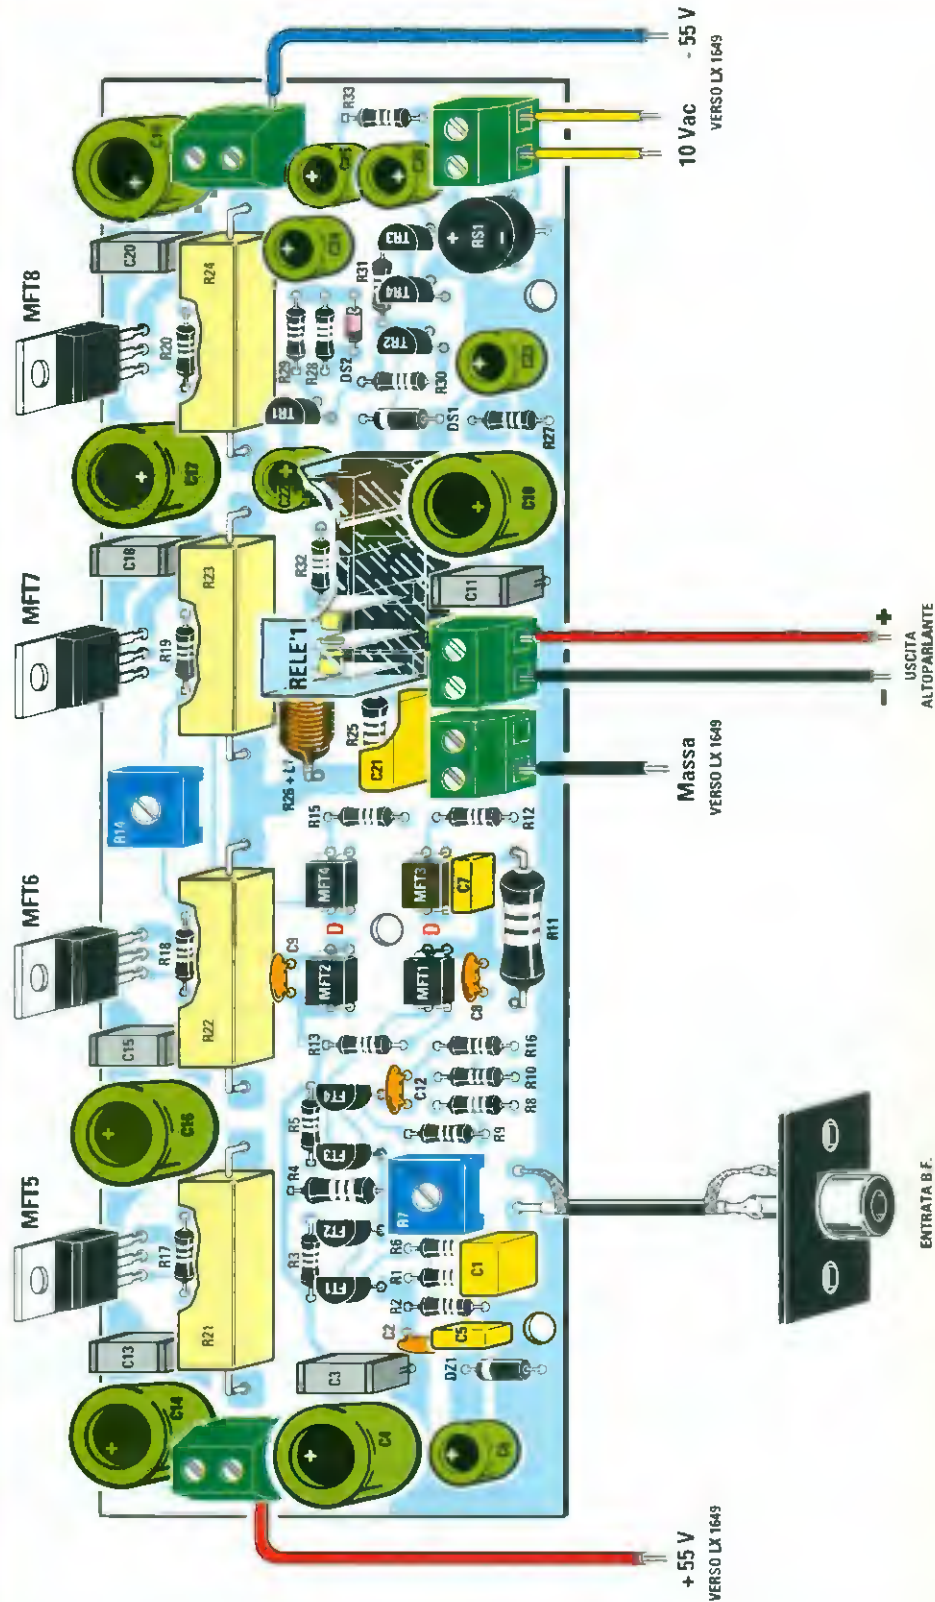 MFT5
MFT6
MFT7
MFT8
C14
C13
R21
R17
C16
C15
R22
R18
R14
R23
R19
C18
C17
R24
R20
C20
C4
C3
R3
R4
R5
FT1
FT2
FT3
FT4
R13
C9
MFT2
D
MFT4
R15
R26 + L1
RELE'1
R32
C22
TR1
R29
R28
DS2
R31
C2
C5
DZ1
R2
R1
R6
C1
R7
R9
C12
R8
R10
R16
C8
MFT1
D
MFT3
C7
R11
R12
C21
R25
C11
C10
DS1
R27
R30
TR2
TR4
TR3
+
RS1
-
R33
+ 55 V
VERSO LX 1649
ENTRATA B.F.
Massa
VERSO LX 1649
- +
USCITA
ALTOPARLANTE
10 Vac
- 55 V
VERSO LX 1649